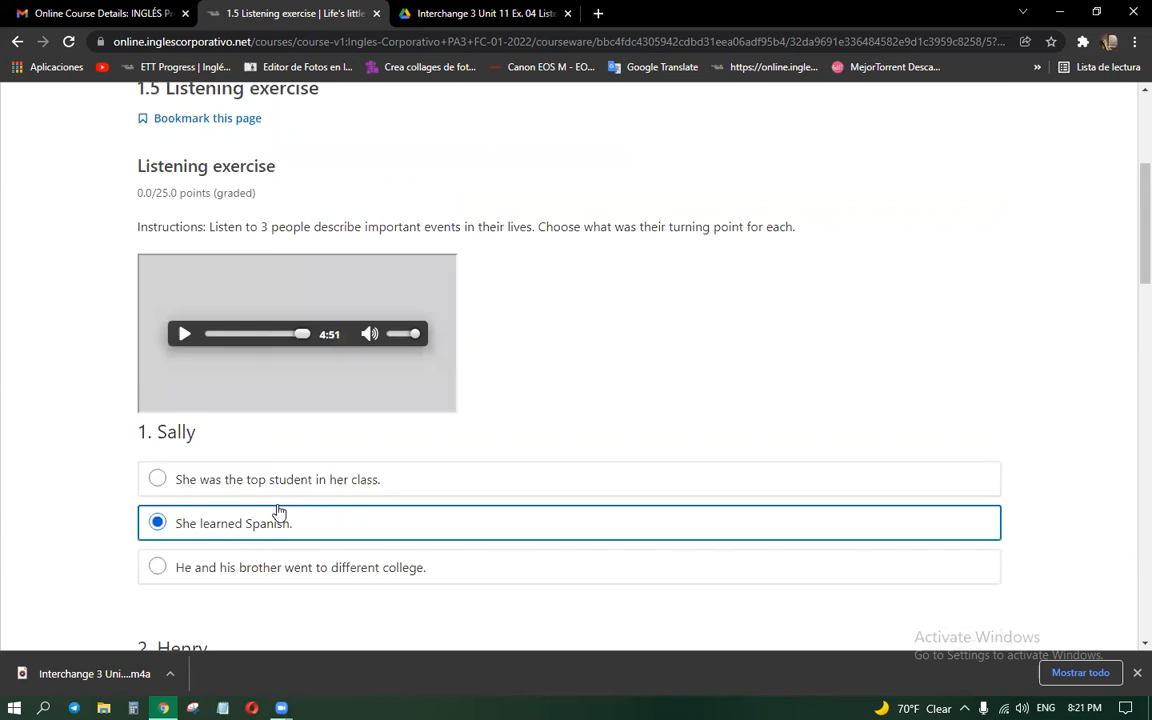 Online Course Details: INGLÉS Pr
1.5 Listening exercise | Life's little
Interchange 3 Unit 11 Ex. 04 List
online.inglescorporativo.net/courses/course-v1:Ingles-Corporativo+PA3+FC-01-2022/courseware/bbc4fdc4305942cdbd31eea06adf95b4/32da9691e336484582e9d1c3959c8258/5?...
Aplicaciones
ETT Progress | Inglé...
Editor de Fotos en l...
Crea collages de fot...
Canon EOS M - EO...
Google Translate
https://online.ingle...
MejorTorrent Desca...
»
Lista de lectura
1.5 Listening exercise
Bookmark this page
Listening exercise
0.0/25.0 points (graded)
Instructions: Listen to 3 people describe important events in their lives. Choose what was their turning point for each.
4:51
1. Sally
She was the top student in her class.
She learned Spanish.
He and his brother went to different college.
2. Henry
Activate Windows
Go to Settings to activate Windows.
Interchange 3 Uni....m4a
Mostrar todo
70°F Clear
ENG
8:21 PM